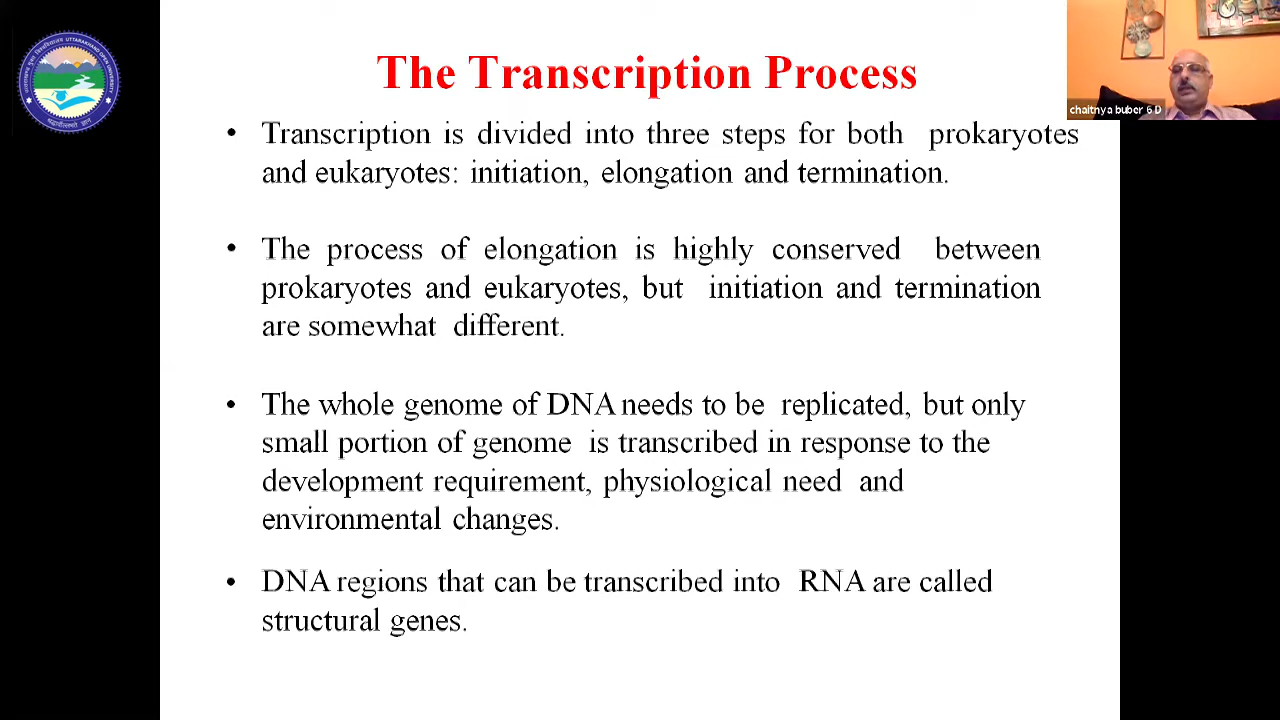 The Transcription Process
• Transcription is divided into three steps for both prokaryotes
and eukaryotes: initiation, elongation and termination.
• The process of elongation is highly conserved between
prokaryotes and eukaryotes, but initiation and termination
are somewhat different.
• The whole genome of DNA needs to be replicated, but only
small portion of genome is transcribed in response to the
development requirement, physiological need and
environmental changes.
• DNA regions that can be transcribed into RNA are called
structural genes.
chaitnya buber 6 D
UTTARAKHAND OPEN UNIVERSITY